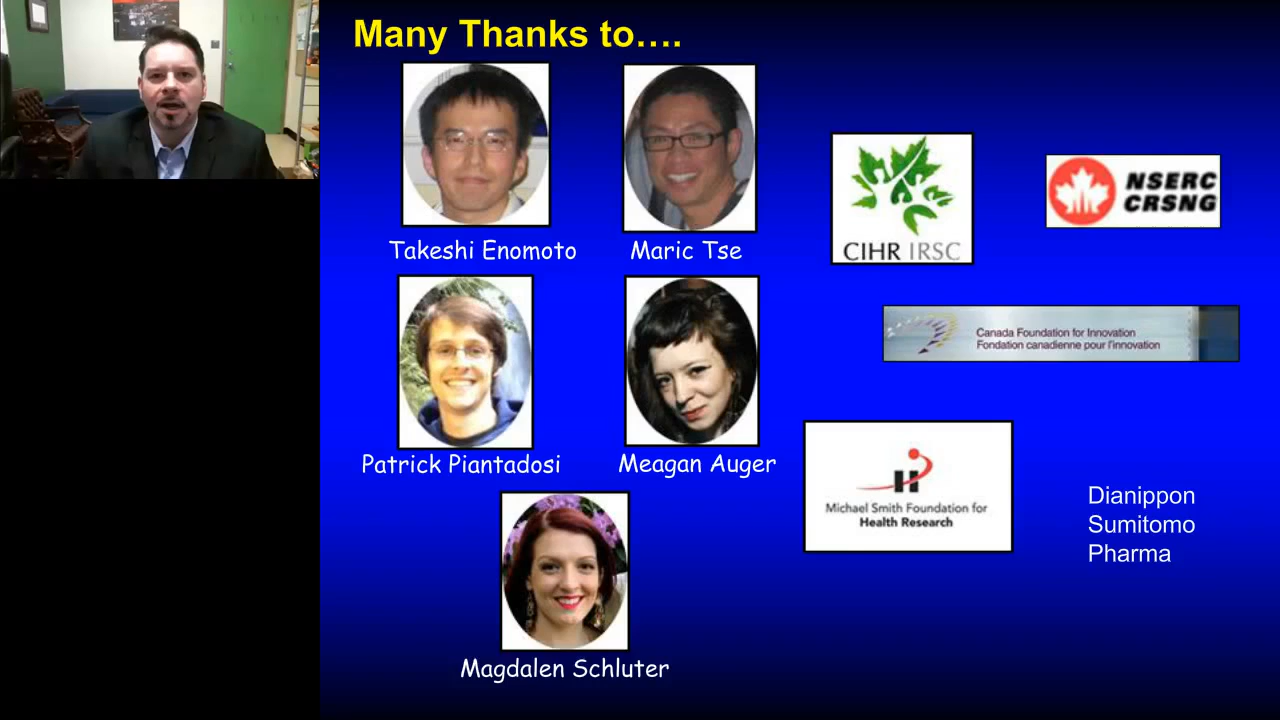 Many Thanks to….
Takeshi Enomoto
Maric Tse
Patrick Piantadosi
Meagan Auger
Magdalen Schluter
CIHR IRSC
NSERC
CRSNG
Canada Foundation for Innovation
Fondation canadienne pour l'innovation
Michael Smith Foundation for
Health Research
Dianippon
Sumitomo
Pharma